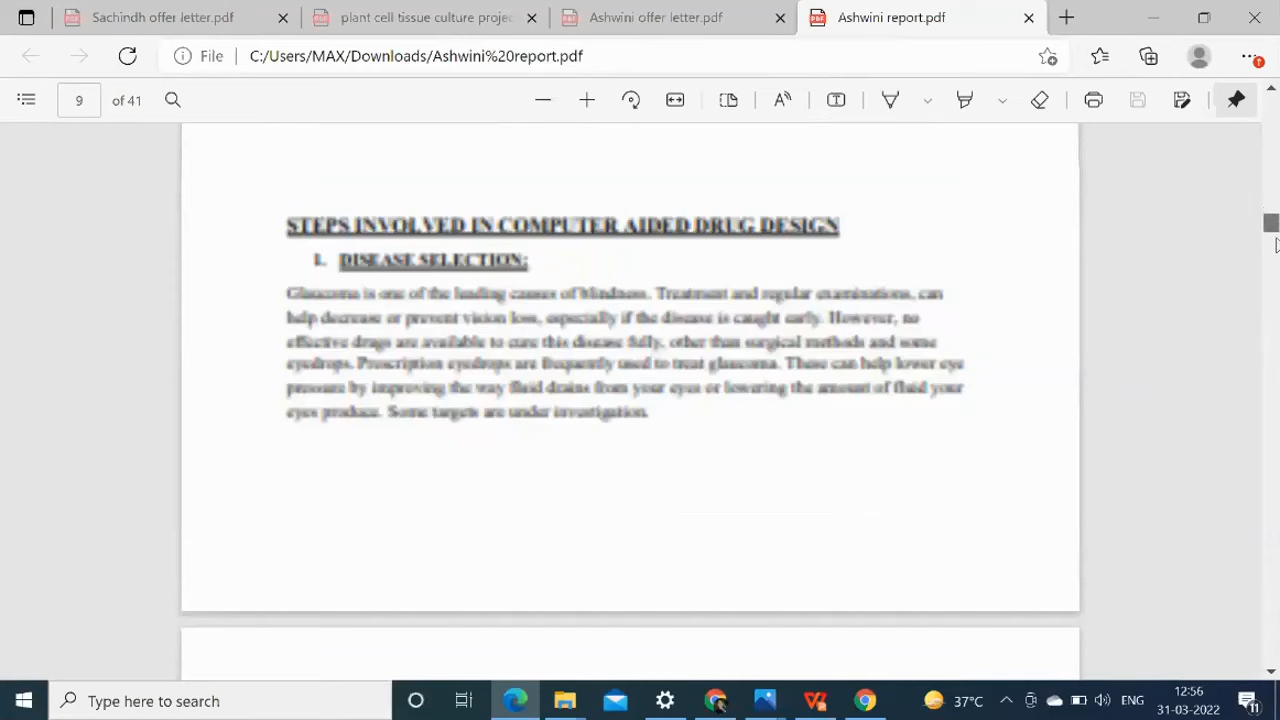 Sachindh offer letter.pdf
plant cell tissue culture projec
Ashwini offer letter.pdf
Ashwini report.pdf
File C:/Users/MAX/Downloads/Ashwini%20report.pdf
9 of 41
STEPS INVOLVED IN COMPUTER AIDED DRUG DESIGN
1. DISEASE SELECTION:
Glaucoma is one of the leading causes of blindness. Treatment and regular examinations, can
help decrease or prevent vision loss, especially if the disease is caught early. However, no
effective drugs are available to cure this disease fully, other than surgical methods and some
eyedrops. Prescription eyedrops are frequently used to treat glaucoma. These can help lower eye
pressure by improving the way fluid drains from your eyes or lowering the amount of fluid your
eyes produce. Some targets are under investigation.
Type here to search
37°C
ENG
12:56
31-03-2022
11